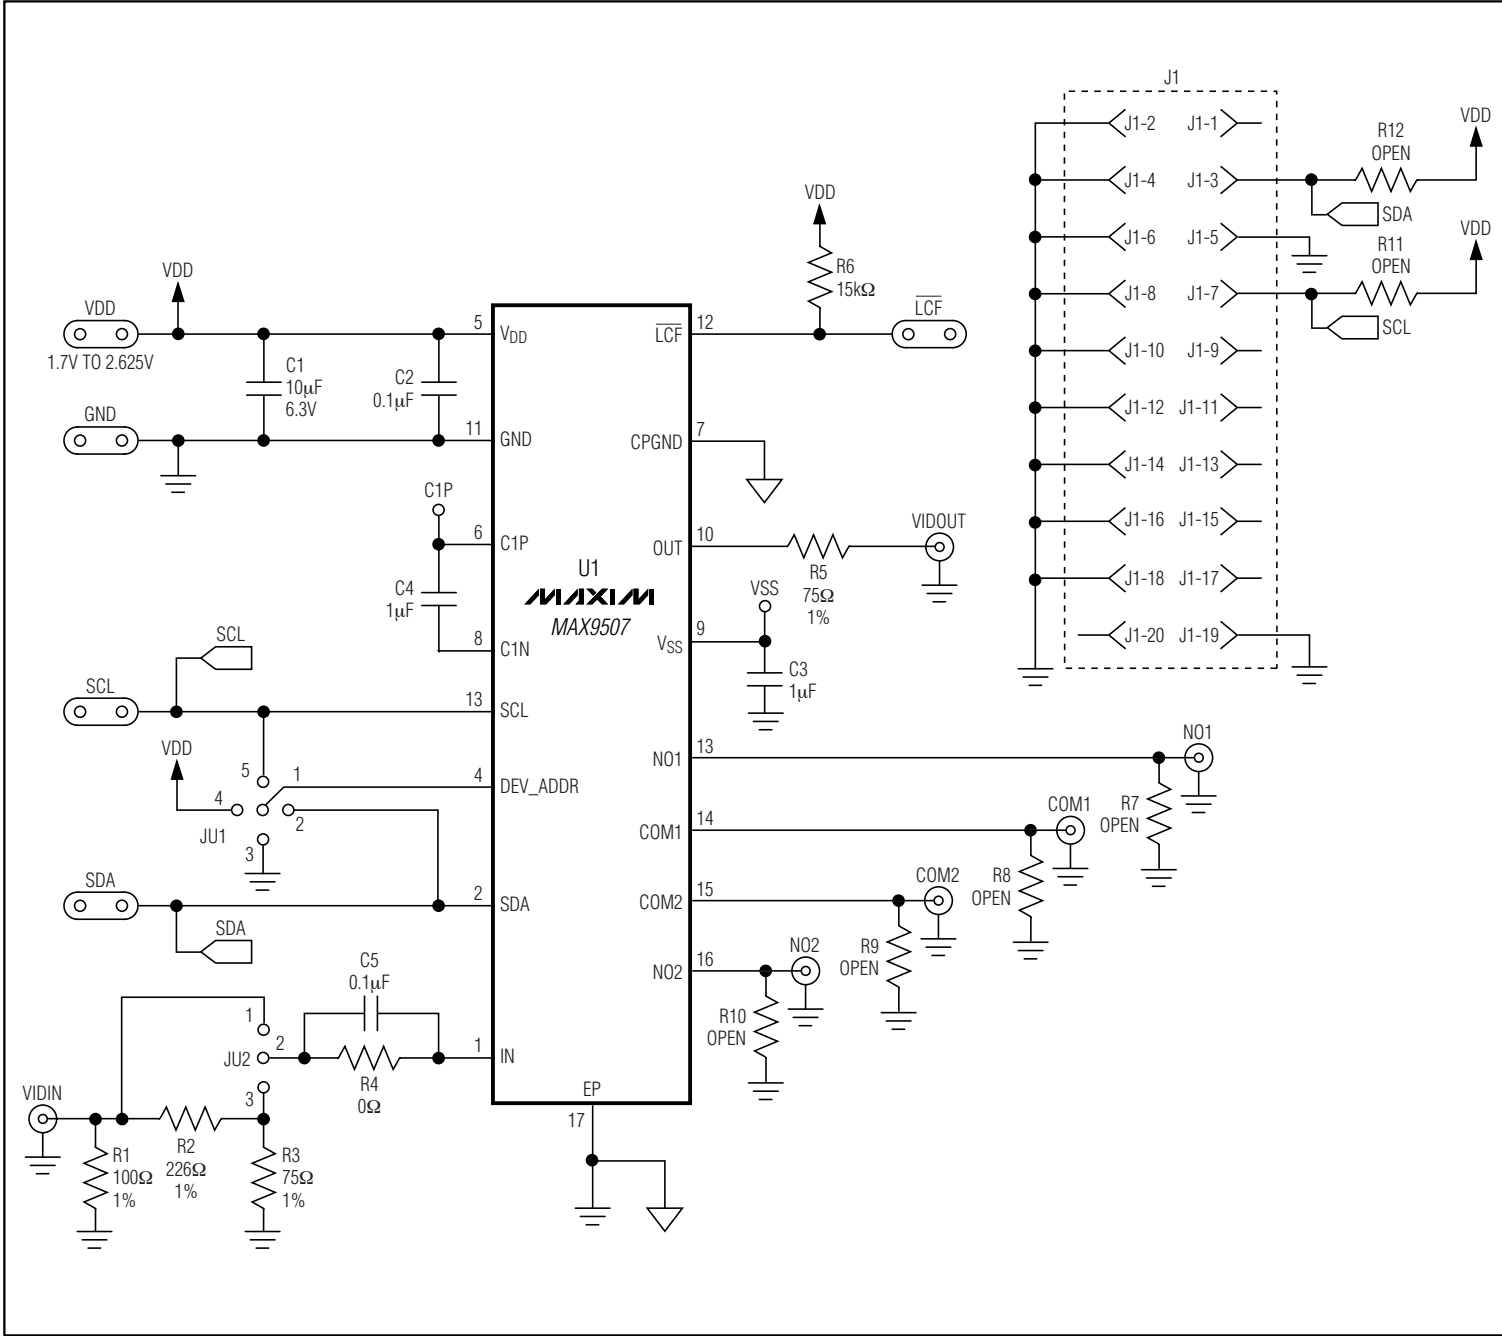 J1
J1-2 J1-1
J1-4 J1-3
J1-6 J1-5
J1-8 J1-7
J1-10 J1-9
J1-12 J1-11
J1-14 J1-13
J1-16 J1-15
J1-18 J1-17
J1-20 J1-19
R12
OPEN
VDD
SDA
R11
OPEN
VDD
SCL
VDD
R6
15kΩ
LCF
VDD
VDD
1.7V TO 2.625V
GND
C1
10µF
6.3V
C2
0.1µF
5 VDD
11 GND
C1P
6 C1P
C4
1µF
8 C1N
SCL
SCL
13 SCL
VDD
5
1
4
2
JU1
3
4 DEV_ADDR
SDA
2 SDA
SDA
C5
0.1µF
1
2
JU2
3
R4
0Ω
1 IN
VIDIN
R1
100Ω
1%
R2
226Ω
1%
R3
75Ω
1%
U1
MAXIM
MAX9507
EP
17
LCF 12
CPGND 7
OUT 10
R5
75Ω
1%
VIDOUT
VSS
VSS 9
C3
1µF
NO1 13
NO1
R7
OPEN
COM1 14
COM1
R8
OPEN
COM2 15
COM2
R9
OPEN
NO2 16
NO2
R10
OPEN